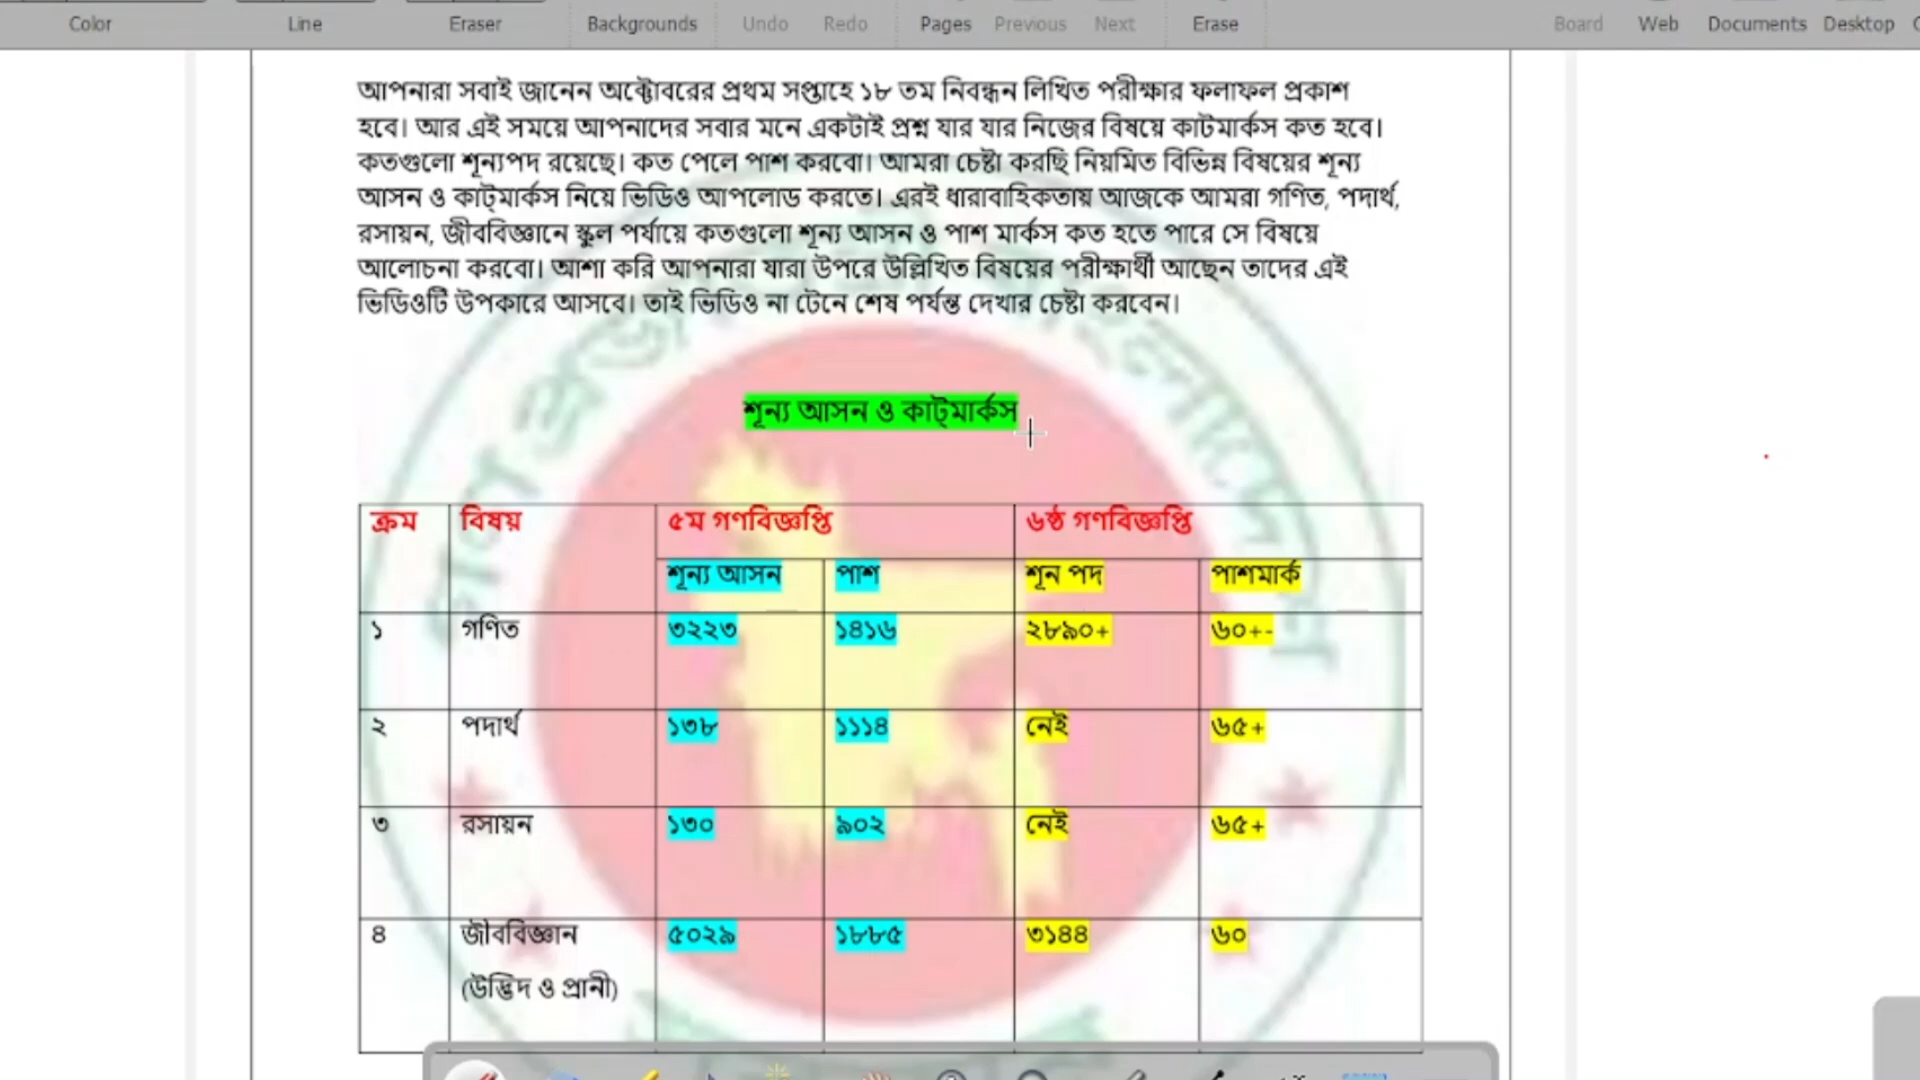 Color Line Eraser Backgrounds Undo Redo Pages Previous Next Erase Board Web Documents Desktop
আপনারা সবাই জানেন অক্টোবরের প্রথম সপ্তাহে ১৮ তম নিবন্ধন লিখিত পরীক্ষার ফলাফল প্রকাশ
হবে। আর এই সময়ে আপনাদের সবার মনে একটাই প্রশ্ন যার যার নিজের বিষয়ে কাটমার্কস কত হবে।
কতগুলো শূন্যপদ রয়েছে। কত পেলে পাশ করবো। আমরা চেষ্টা করছি নিয়মিত বিভিন্ন বিষয়ের শূন্য
আসন ও কাট্মার্কস নিয়ে ভিডিও আপলোড করতে। এরই ধারাবাহিকতায় আজকে আমরা গণিত, পদার্থ,
রসায়ন, জীববিজ্ঞানে স্কুল পর্যায়ে কতগুলো শূন্য আসন ও পাশ মার্কস কত হতে পারে সে বিষয়ে
আলোচনা করবো। আশা করি আপনারা যারা উপরে উল্লিখিত বিষয়ের পরীক্ষার্থী আছেন তাদের এই
ভিডিওটি উপকারে আসবে। তাই ভিডিও না টেনে শেষ পর্যন্ত দেখার চেষ্টা করবেন।
শূন্য আসন ও কাট্মার্কস
ক্রম বিষয় ৫ম গণবিজ্ঞপ্তি ৬ষ্ঠ গণবিজ্ঞপ্তি
শূন্য আসন পাশ শূন পদ পাশমার্ক
১ গণিত ৩২২৩ ১৪১৬ ২৮৯০+ ৬০+-
২ পদার্থ ১৩৮ ১১১৪ নেই ৬৫+
৩ রসায়ন ১৩০ ৯০২ নেই ৬৫+
৪ জীববিজ্ঞান ৫০২৯ ১৮৮৫ ৩১৪৪ ৬০
(উদ্ভিদ ও প্রানী)